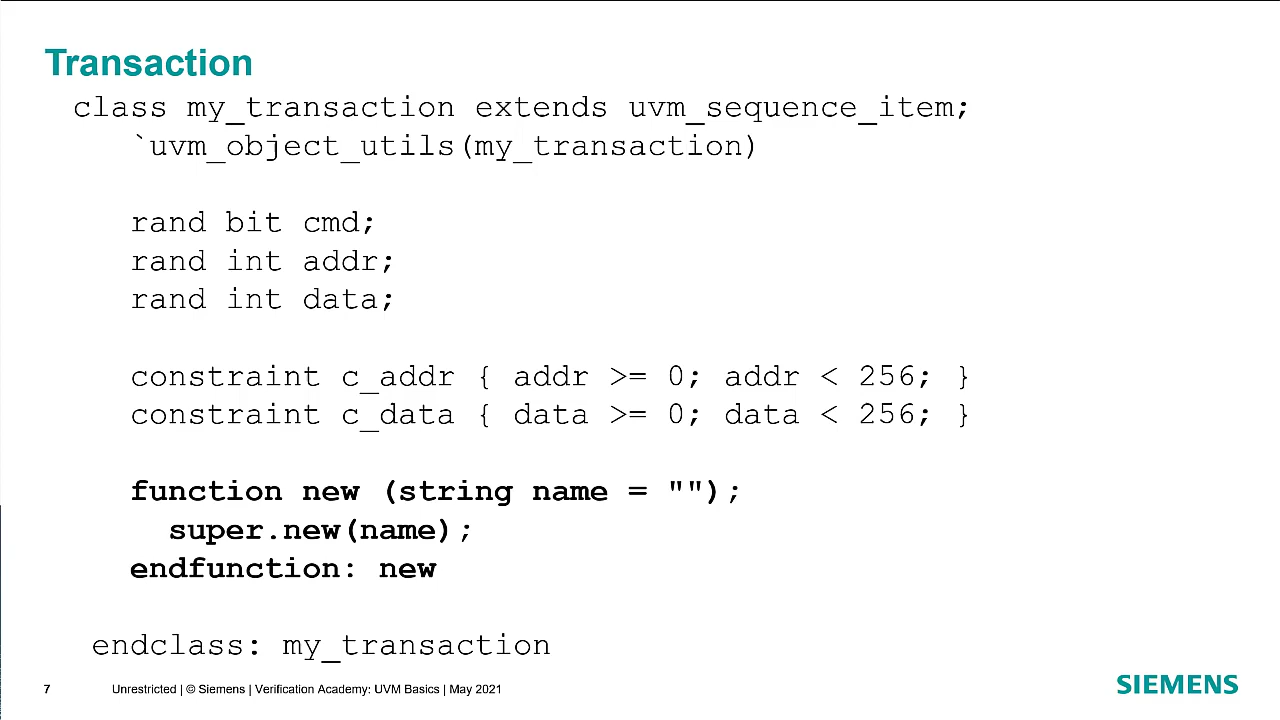 Transaction
class my_transaction extends uvm_sequence_item;
`uvm_object_utils(my_transaction)
rand bit cmd;
rand int addr;
rand int data;
constraint c_addr { addr >= 0; addr < 256; }
constraint c_data { data >= 0; data < 256; }
function new (string name = "");
super.new(name);
endfunction: new
endclass: my_transaction
7 Unrestricted | © Siemens | Verification Academy: UVM Basics | May 2021
SIEMENS